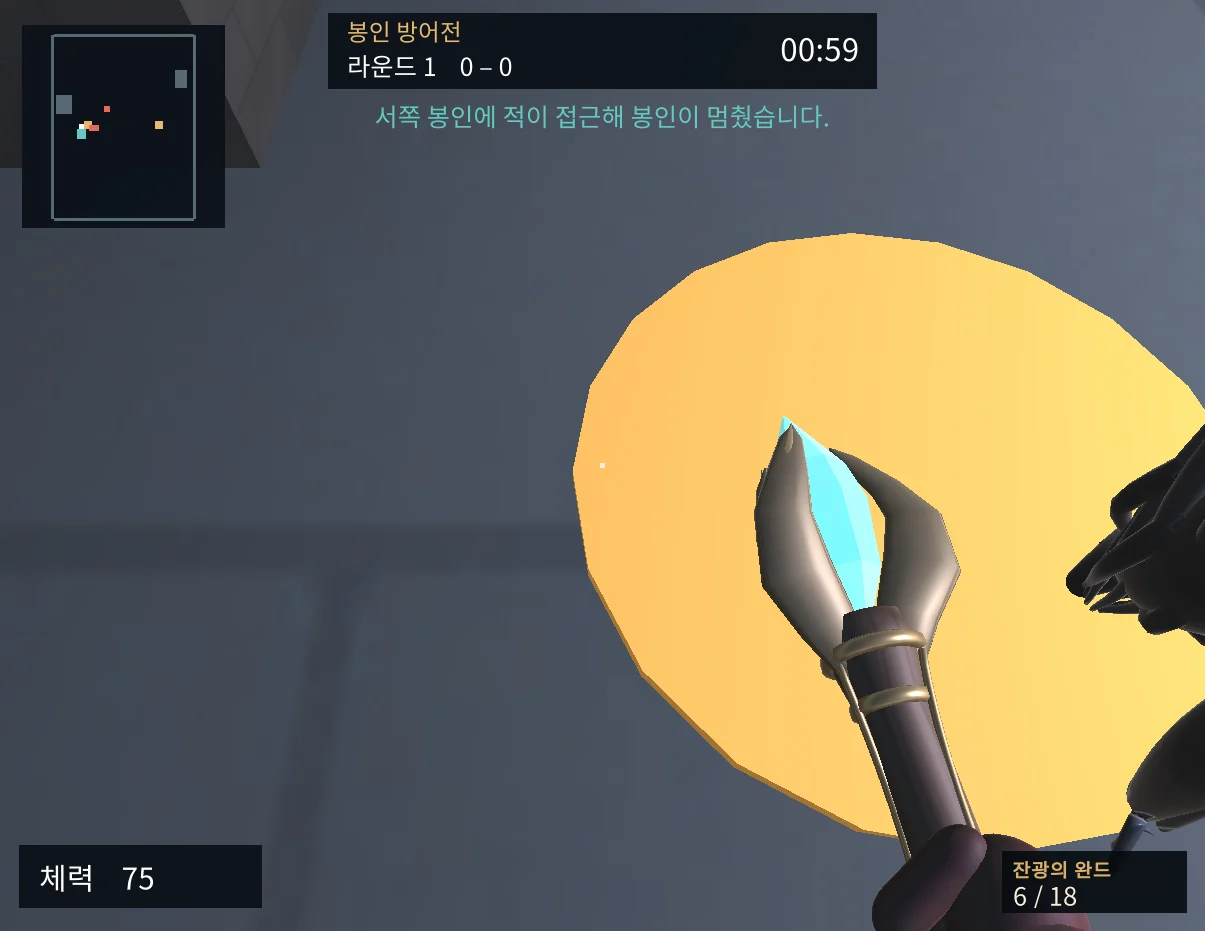 봉인 방어전
라운드 1 0 – 0
00:59
서쪽 봉인에 적이 접근해 봉인이 멈췄습니다.
체력 75
잔광의 완드
6 / 18